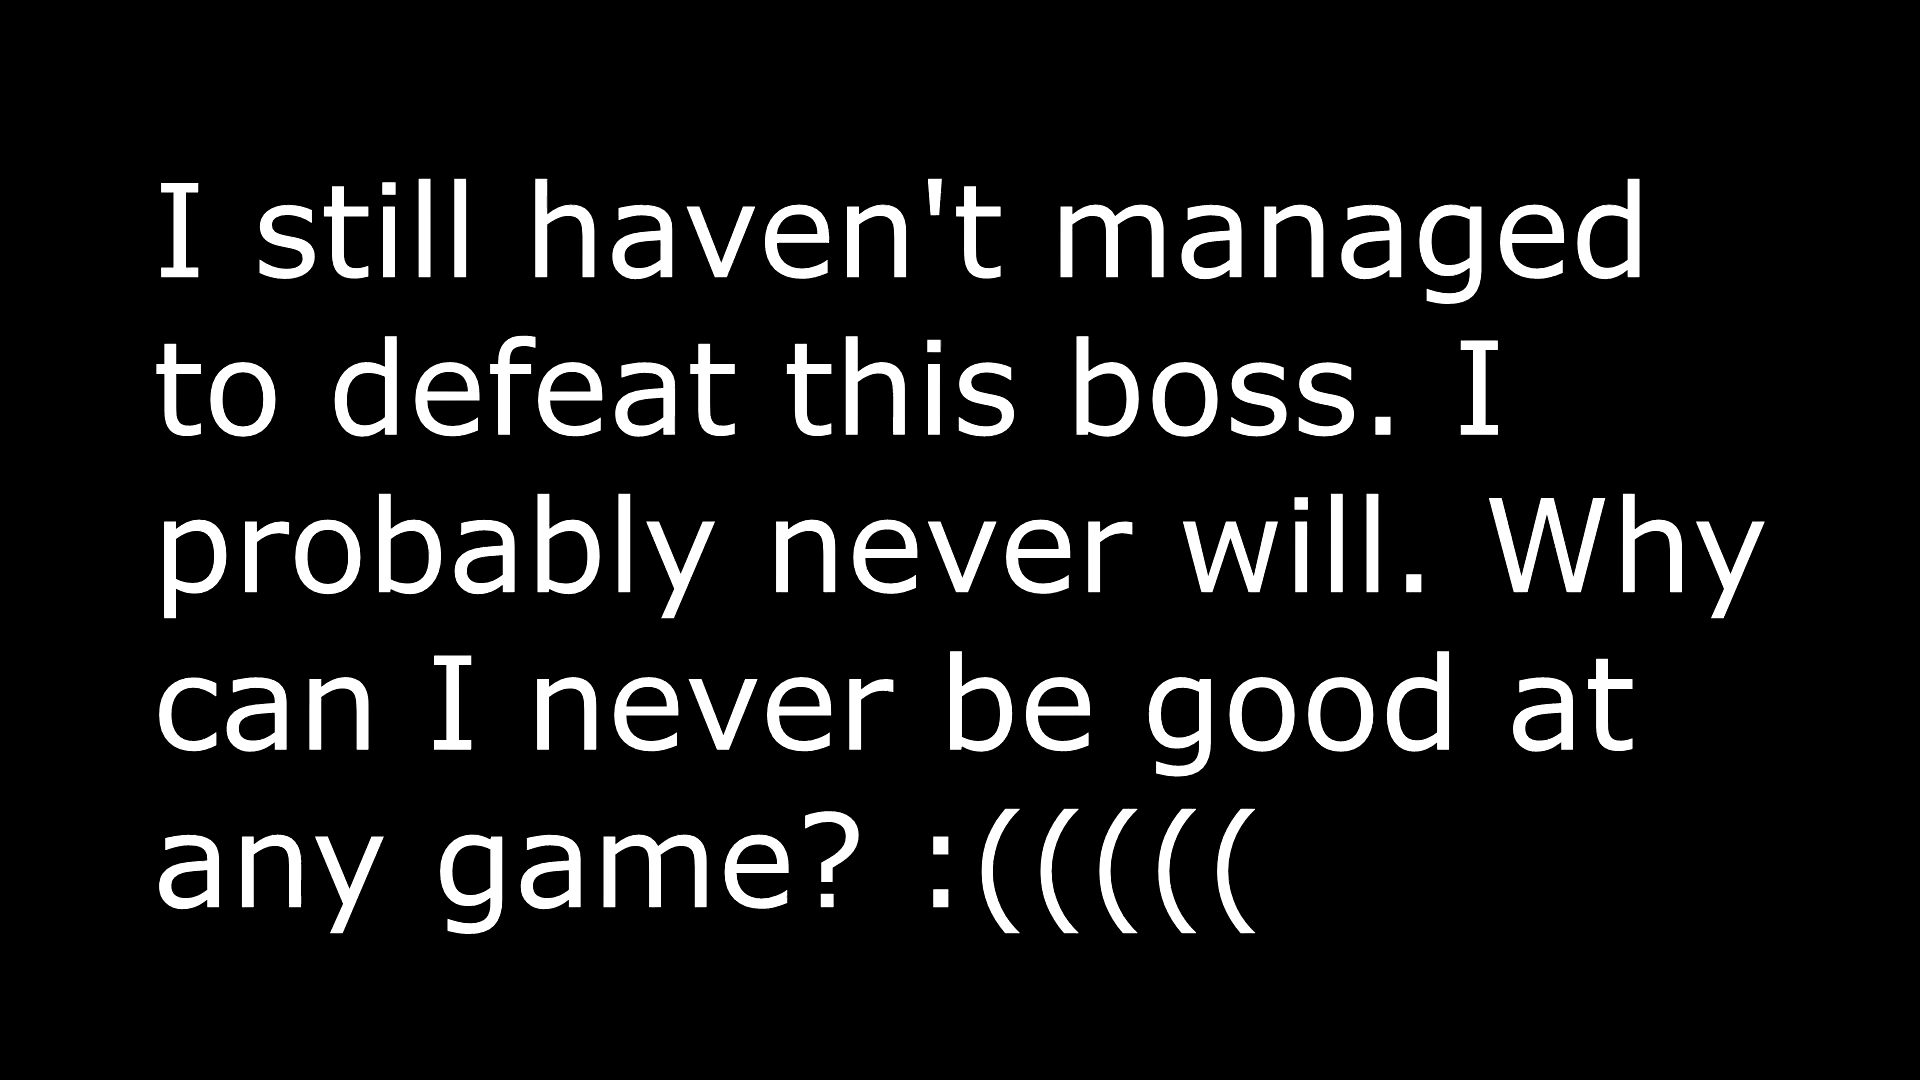 I still haven't managed
to defeat this boss. I
probably never will. Why
can I never be good at
any game? :(((((